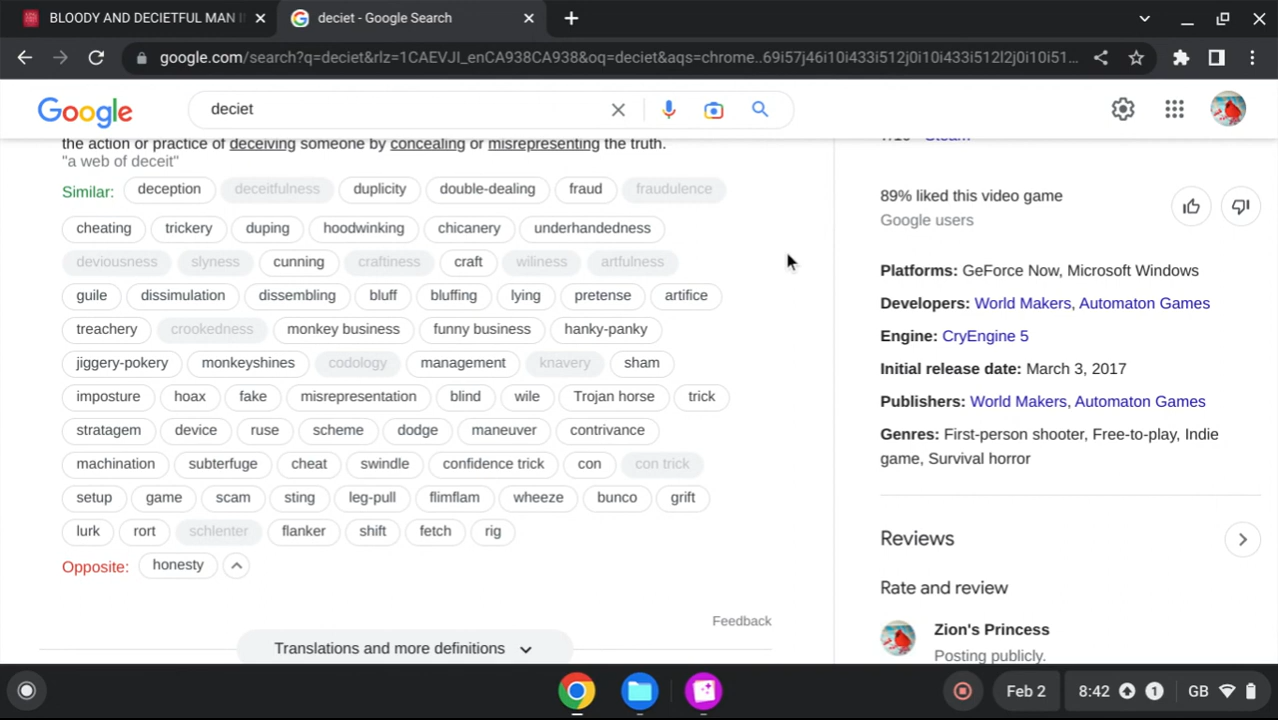 BLOODY AND DECIETFUL MAN I
deciet - Google Search
google.com/search?q=deciet&rlz=1CAEVJI_enCA938CA938&oq=deciet&aqs=chrome..69i57j46i10i433i512j0i10i433i512l2j0i10i51...
Google
deciet
the action or practice of deceiving someone by concealing or misrepresenting the truth.
"a web of deceit"
Similar: deception deceitfulness duplicity double-dealing fraud fraudulence
cheating trickery duping hoodwinking chicanery underhandedness
deviousness slyness cunning craftiness craft wiliness artfulness
guile dissimulation dissembling bluff bluffing lying pretense artifice
treachery crookedness monkey business funny business hanky-panky
jiggery-pokery monkeyshines codology management knavery sham
imposture hoax fake misrepresentation blind wile Trojan horse trick
stratagem device ruse scheme dodge maneuver contrivance
machination subterfuge cheat swindle confidence trick con con trick
setup game scam sting leg-pull flimflam wheeze bunco grift
lurk rort schlenter flanker shift fetch rig
Opposite: honesty
Feedback
Translations and more definitions
89% liked this video game
Google users
Platforms: GeForce Now, Microsoft Windows
Developers: World Makers, Automaton Games
Engine: CryEngine 5
Initial release date: March 3, 2017
Publishers: World Makers, Automaton Games
Genres: First-person shooter, Free-to-play, Indie
game, Survival horror
Reviews
Rate and review
Zion's Princess
Posting publicly.
Feb 2
8:42
1
GB